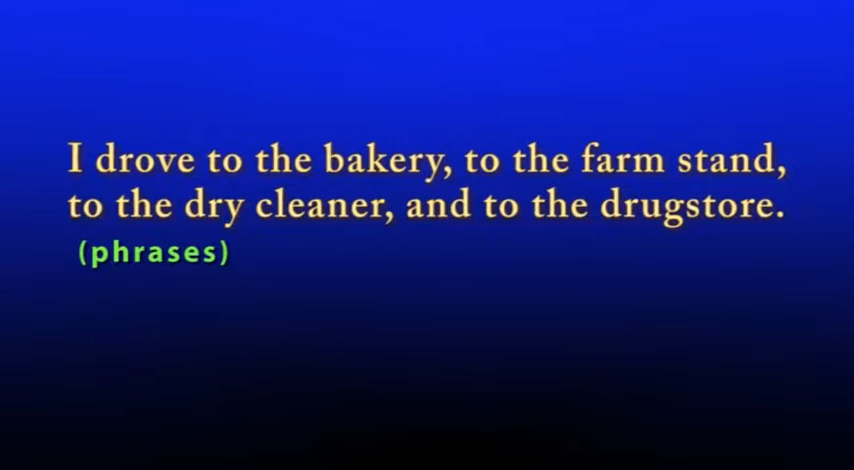 I drove to the bakery, to the farm stand,
to the dry cleaner, and to the drugstore.
(phrases)